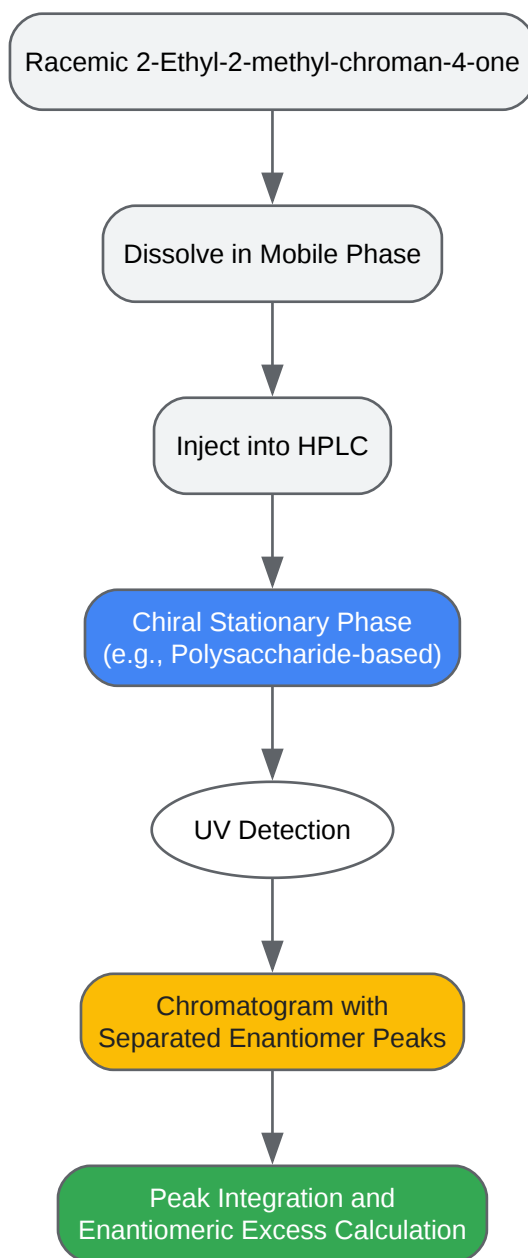 Racemic 2-Ethyl-2-methyl-chroman-4-one
Dissolve in Mobile Phase
Inject into HPLC
Chiral Stationary Phase
(e.g., Polysaccharide-based)
UV Detection
Chromatogram with
Separated Enantiomer Peaks
Peak Integration and
Enantiomeric Excess Calculation